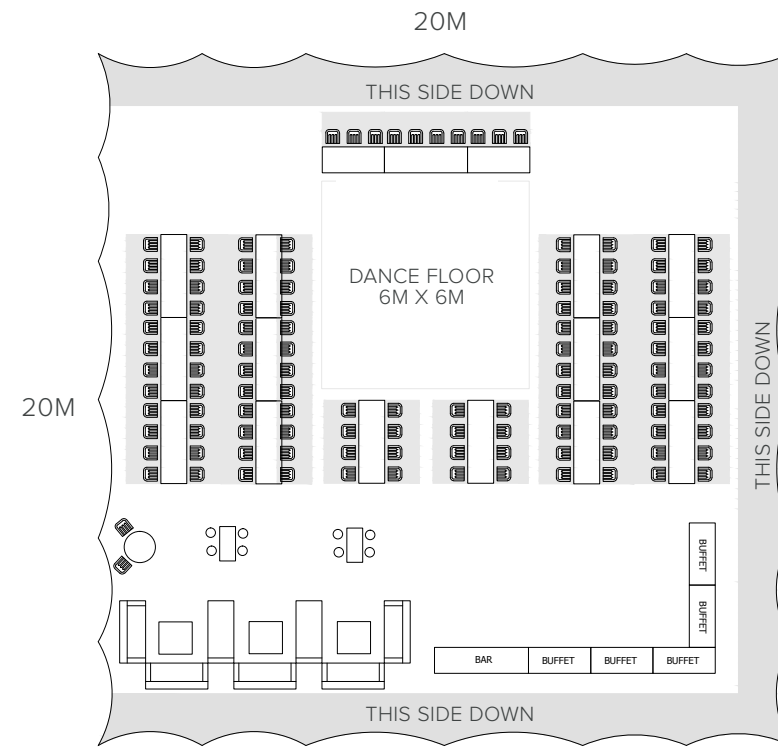 20M
THIS SIDE DOWN
DANCE FLOOR
6M X 6M
20M
THIS SIDE DOWN
BUFFET
BUFFET
BAR
BUFFET
BUFFET
BUFFET
THIS SIDE DOWN